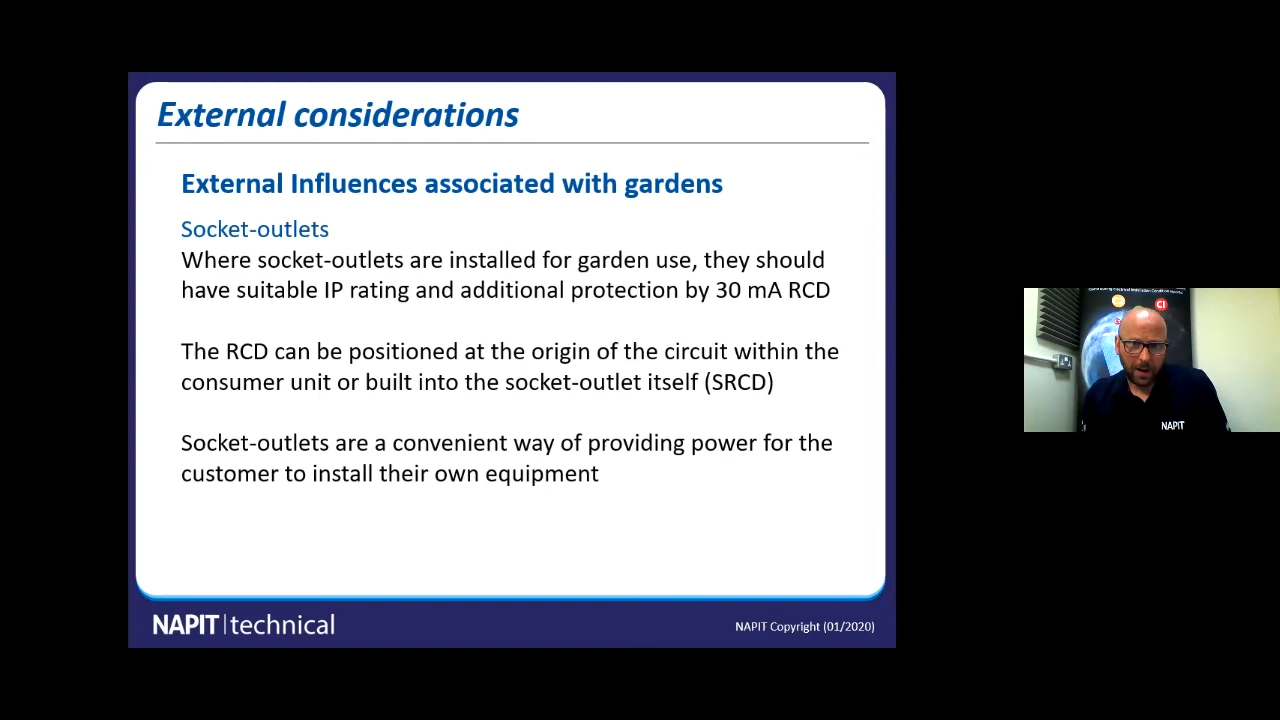 External considerations
External Influences associated with gardens
Socket-outlets
Where socket-outlets are installed for garden use, they should
have suitable IP rating and additional protection by 30 mA RCD
The RCD can be positioned at the origin of the circuit within the
consumer unit or built into the socket-outlet itself (SRCD)
Socket-outlets are a convenient way of providing power for the
customer to install their own equipment
NAPIT|technical
NAPIT Copyright (01/2020)
C1
NAPIT